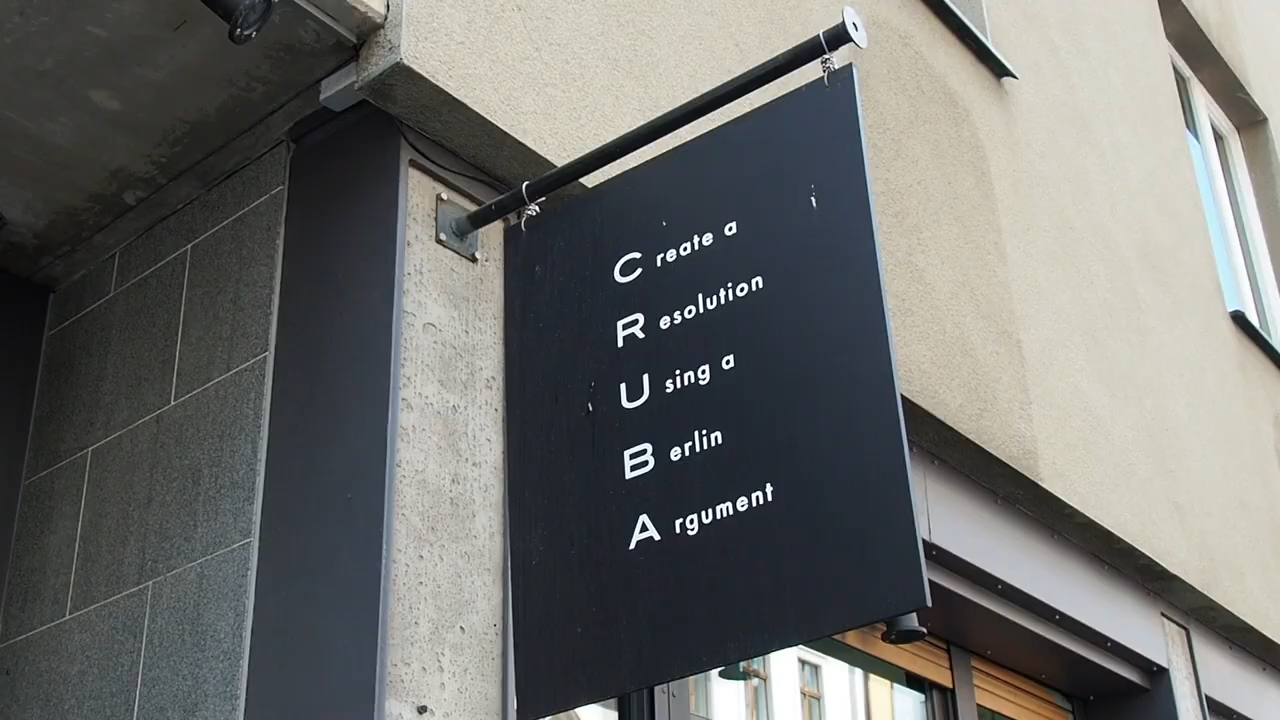 Create a
Resolution
Using a
Berlin
Argument